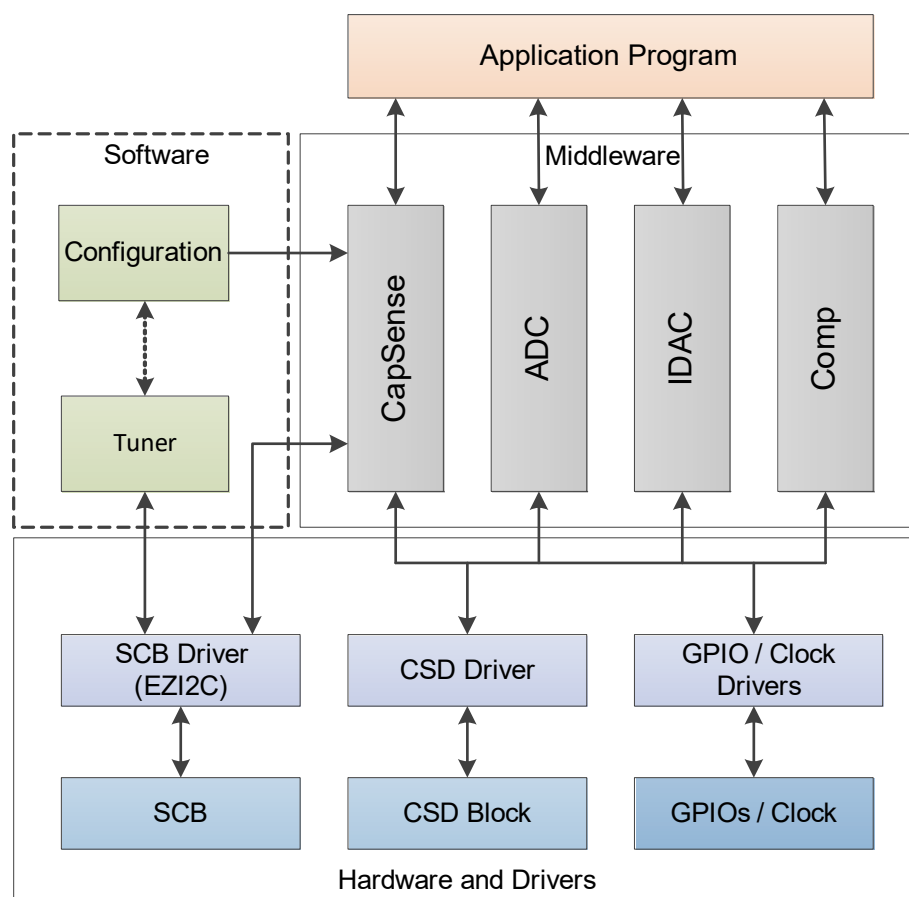 Application Program
Software
Middleware
Configuration
Tuner
CapSense
ADC
IDAC
Comp
SCB Driver
(EZI2C)
CSD Driver
GPIO / Clock
Drivers
SCB
CSD Block
GPIOs / Clock
Hardware and Drivers